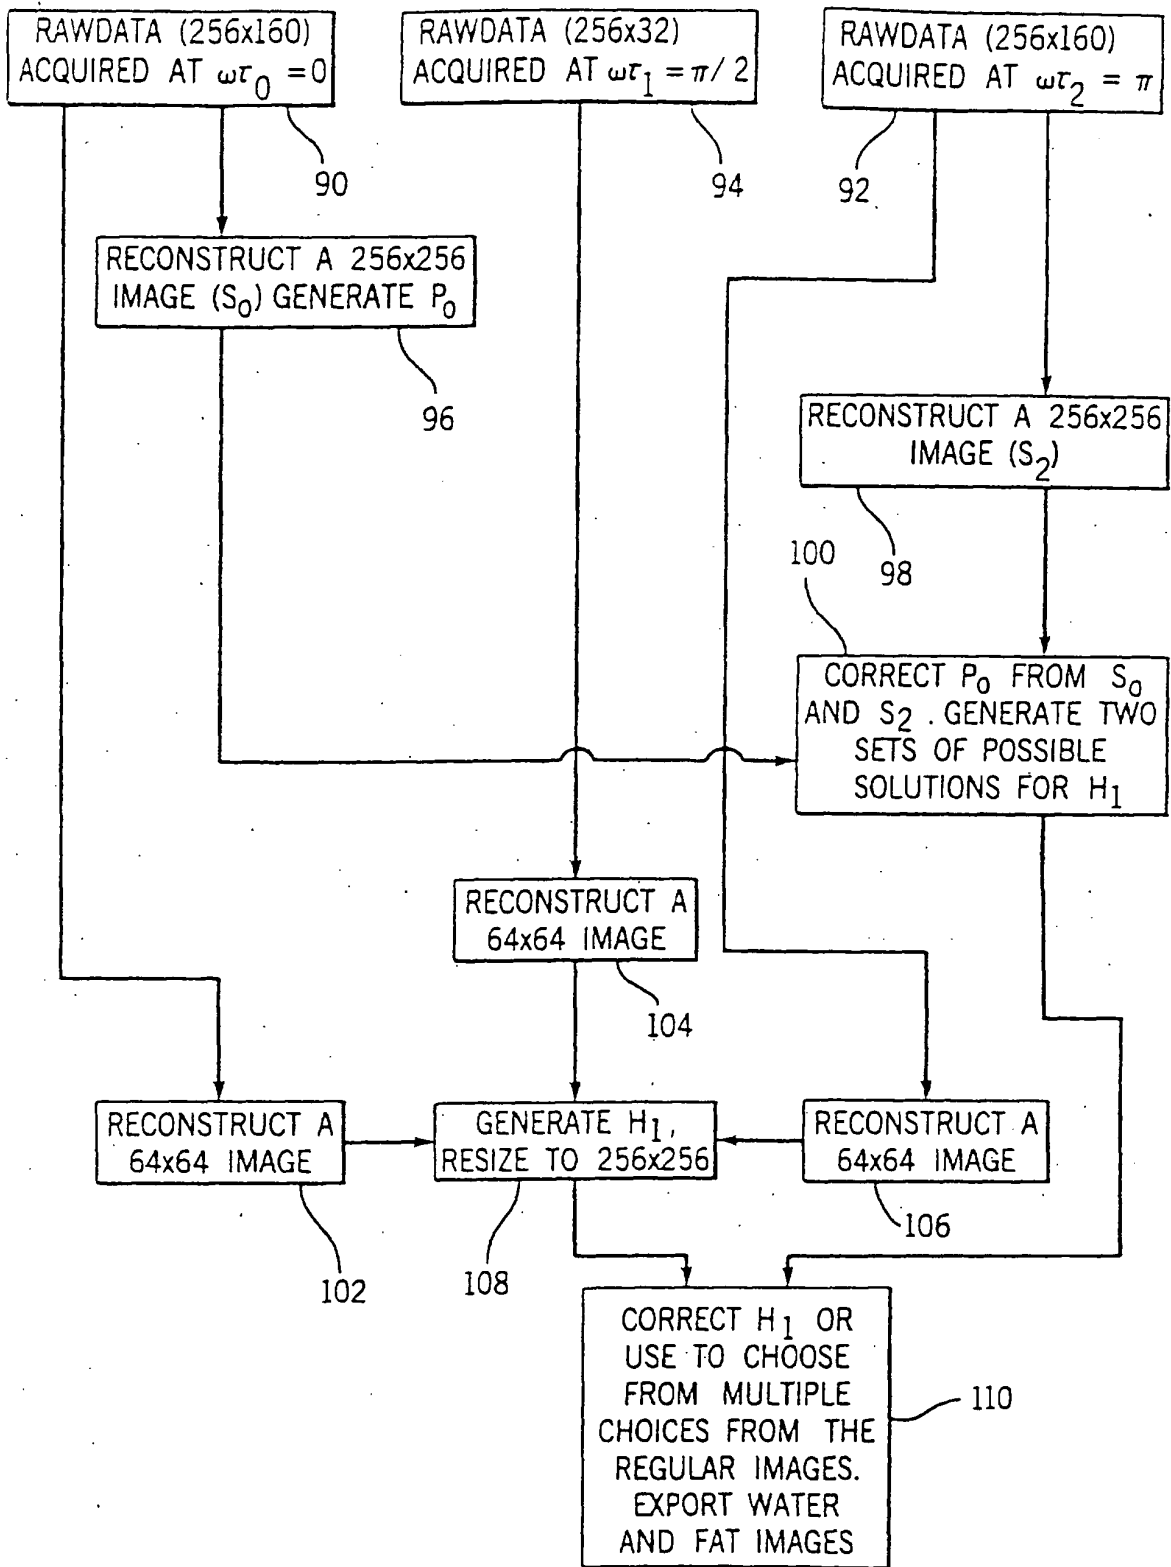 RAWDATA (256x160)
ACQUIRED AT ωτ0 = 0
RAWDATA (256x32)
ACQUIRED AT ωτ1 = π/2
RAWDATA (256x160)
ACQUIRED AT ωτ2 = π
90
94
92
RECONSTRUCT A 256x256
IMAGE (S0) GENERATE P0
96
RECONSTRUCT A 256x256
IMAGE (S2)
98
100
CORRECT P0 FROM S0
AND S2 . GENERATE TWO
SETS OF POSSIBLE
SOLUTIONS FOR H1
RECONSTRUCT A
64x64 IMAGE
104
RECONSTRUCT A
64x64 IMAGE
102
GENERATE H1,
RESIZE TO 256x256
108
RECONSTRUCT A
64x64 IMAGE
106
CORRECT H1 OR
USE TO CHOOSE
FROM MULTIPLE
CHOICES FROM THE
REGULAR IMAGES.
EXPORT WATER
AND FAT IMAGES
110